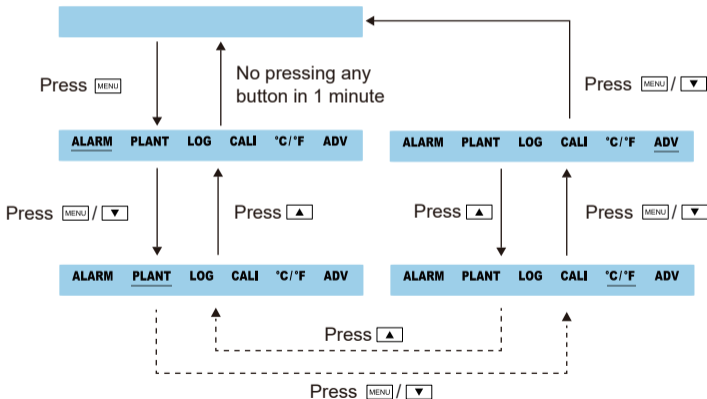 Press MENU
No pressing any
button in 1 minute
Press MENU / ▼
ALARM PLANT LOG CALI °C/°F ADV
ALARM PLANT LOG CALI °C/°F ADV
Press MENU / ▼
Press ▲
Press ▲
Press MENU / ▼
ALARM PLANT LOG CALI °C/°F ADV
ALARM PLANT LOG CALI °C/°F ADV
Press ▲
Press MENU / ▼